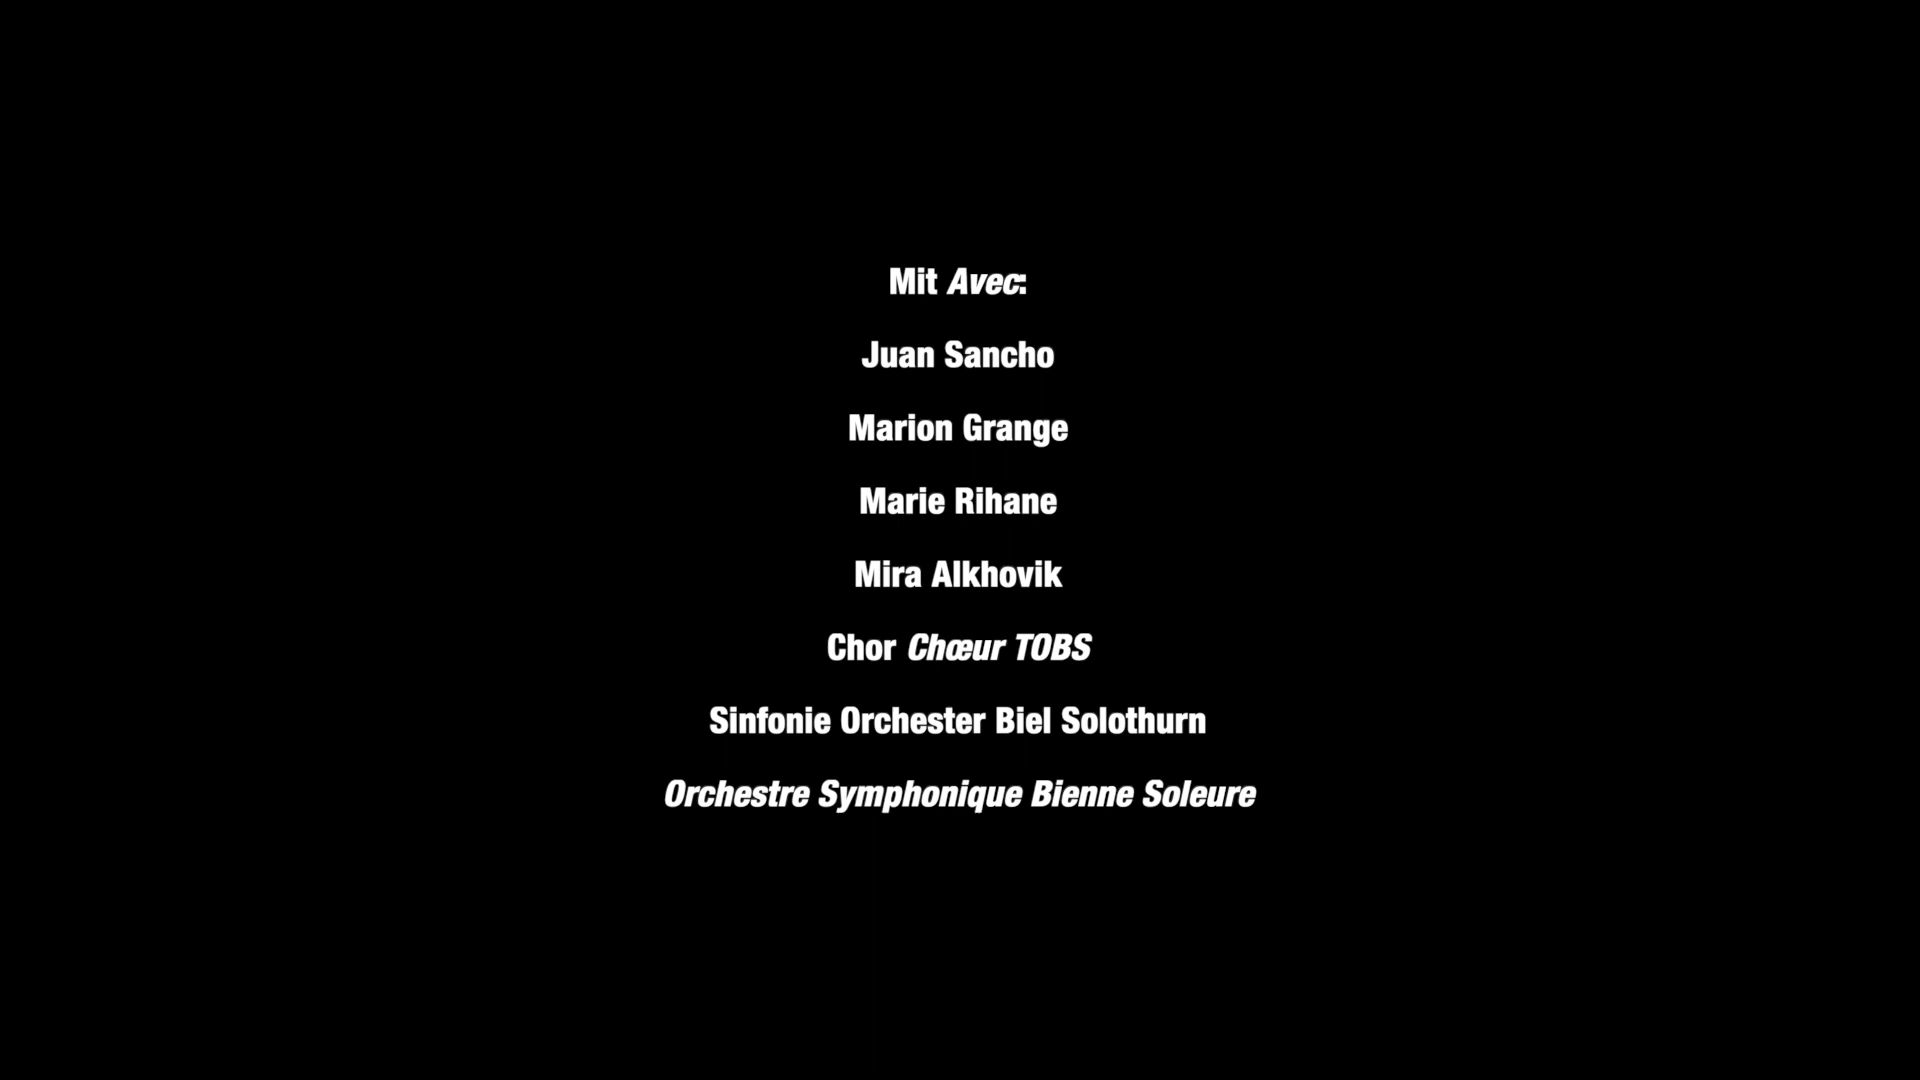 Mit Avec:
Juan Sancho
Marion Grange
Marie Rihane
Mira Alkhovik
Chor Chœur TOBS
Sinfonie Orchester Biel Solothurn
Orchestre Symphonique Bienne Soleure